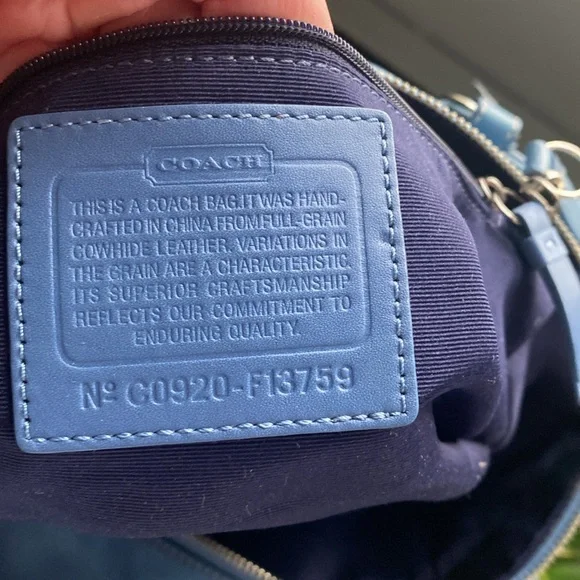 COACH
THIS IS A COACH BAG.IT WAS HAND-
CRAFTED IN CHINA FROM FULL-GRAIN
COWHIDE LEATHER. VARIATIONS IN
THE GRAIN ARE A CHARACTERISTIC.
ITS SUPERIOR CRAFTSMANSHIP
REFLECTS OUR COMMITMENT TO
ENDURING QUALITY.
Nº C0920-F13759